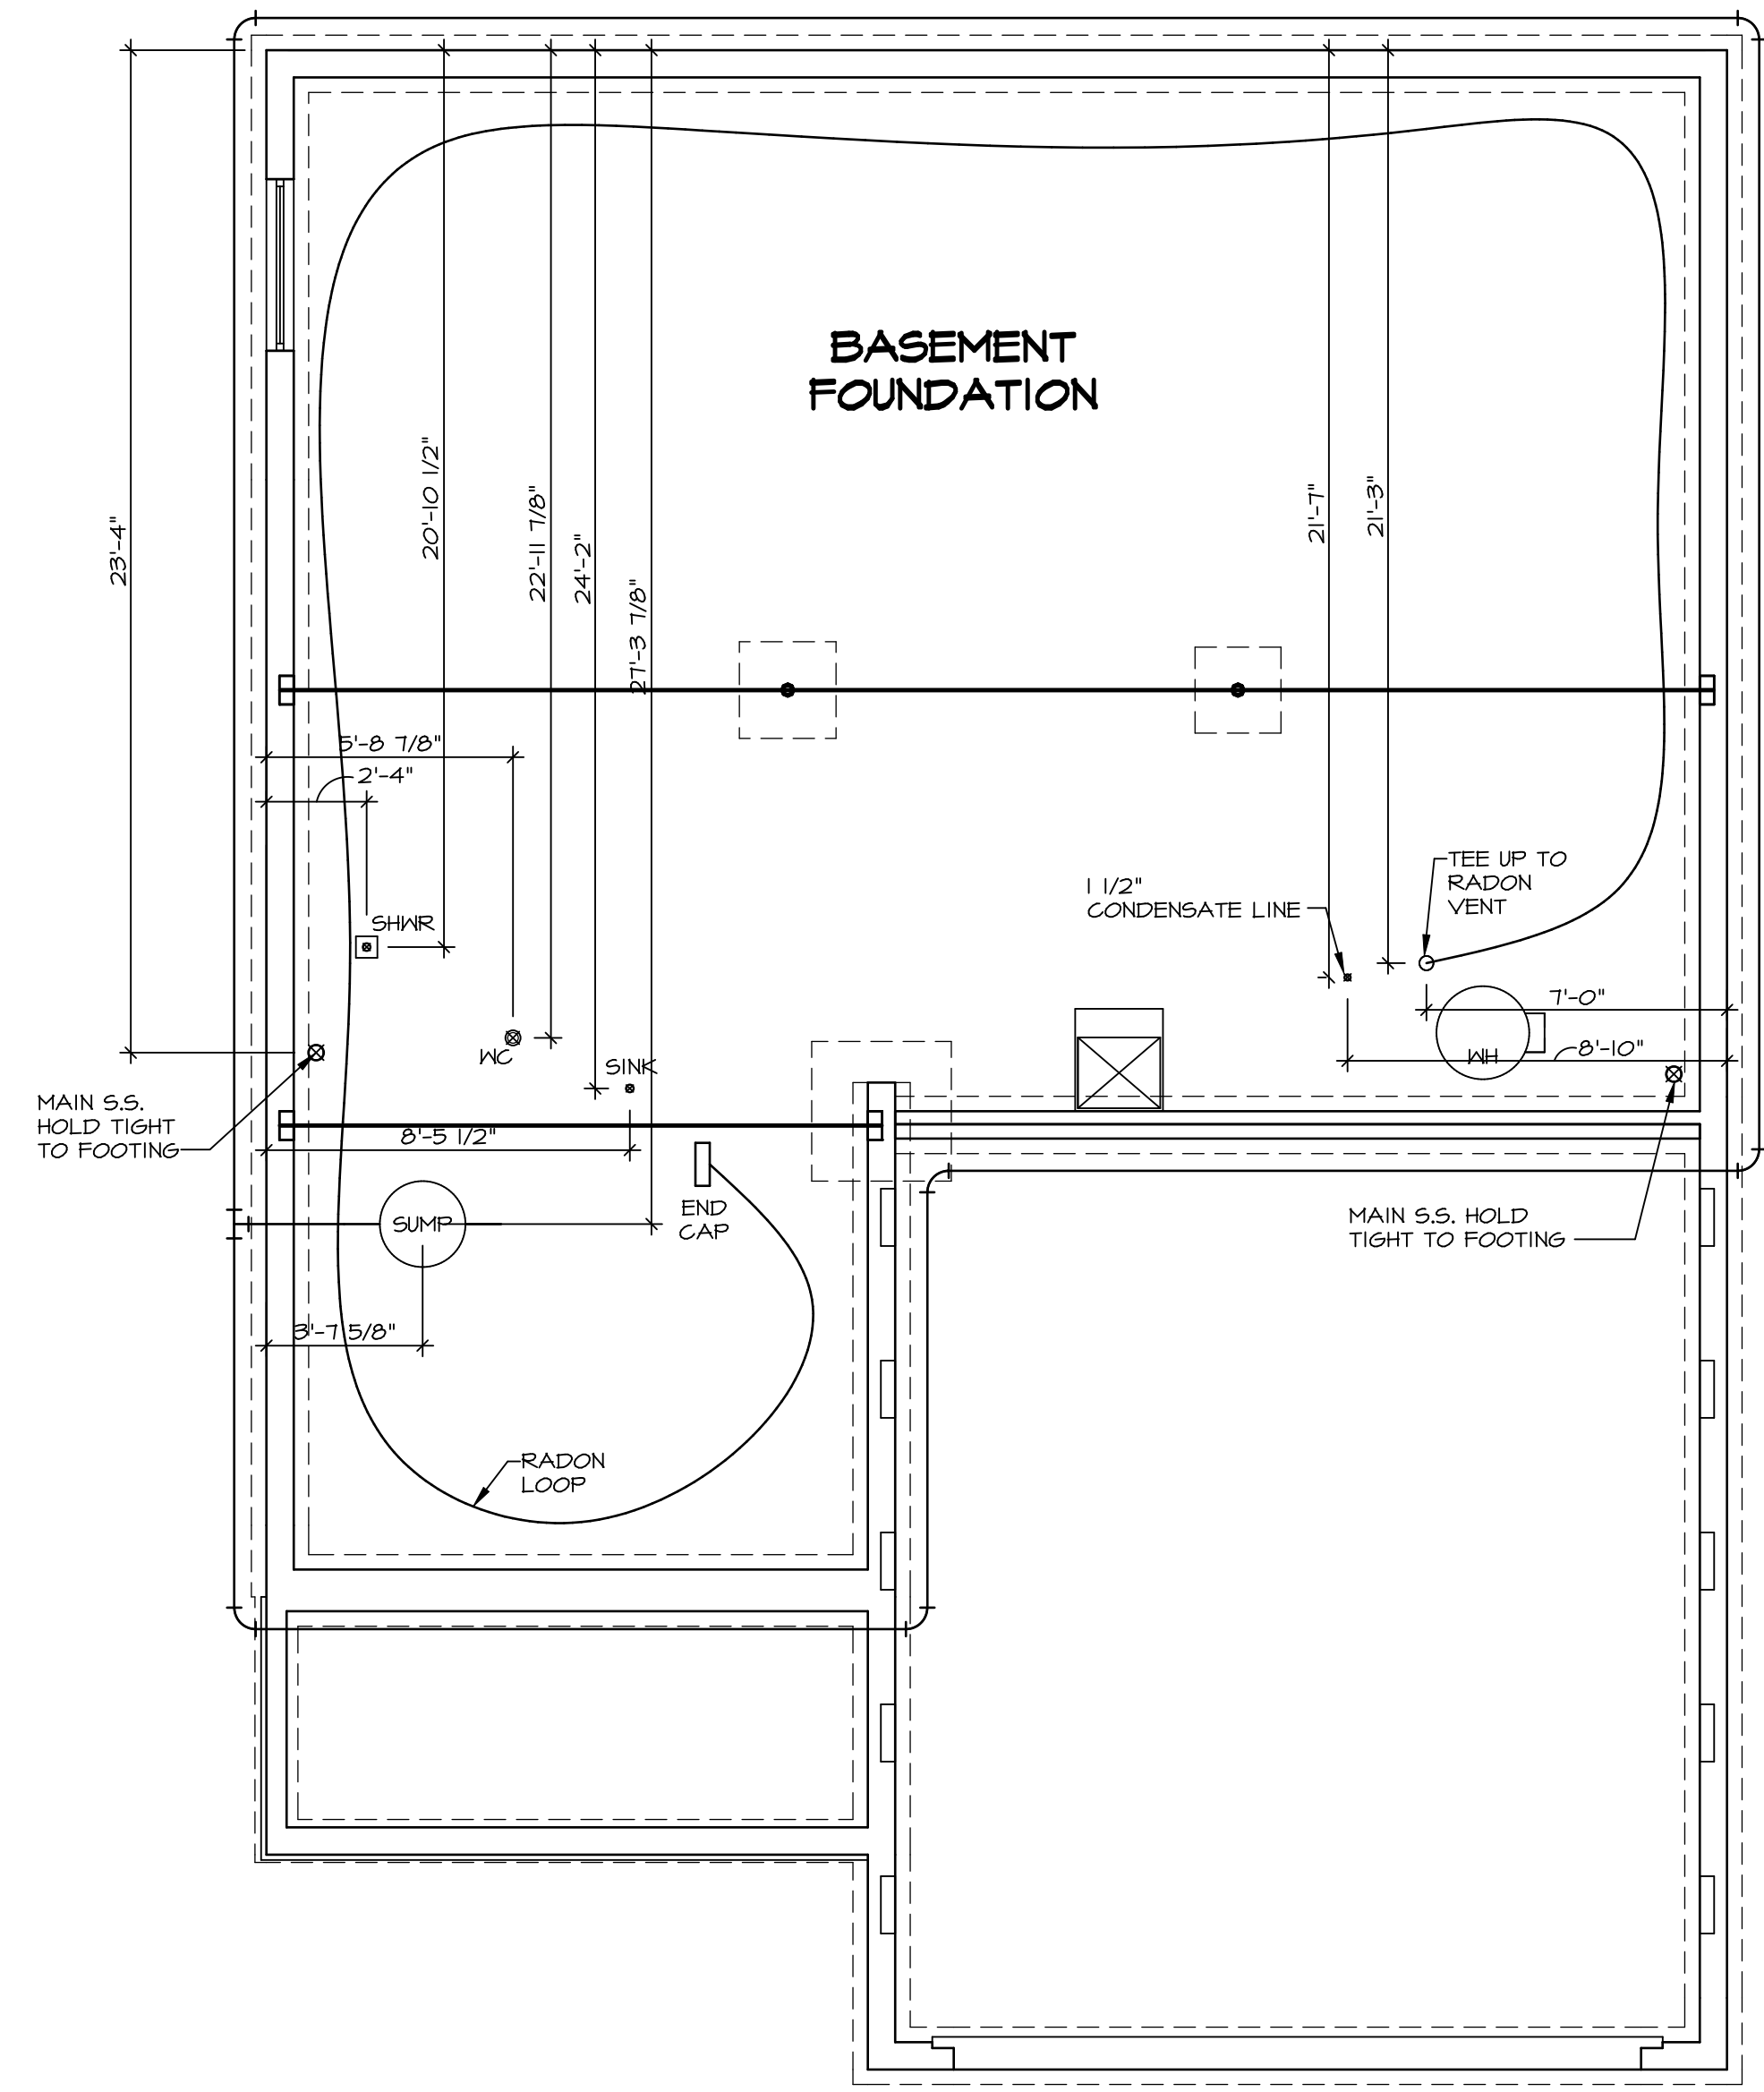 BASEMENT
FOUNDATION
23'-4"
20'-10 1/2"
22'-11 7/8"
24'-2"
27'-3 7/8"
21'-7"
21'-3"
5'-8 7/8"
2'-4"
SHWR
1 1/2"
CONDENSATE LINE
TEE UP TO
RADON
VENT
7'-0"
8'-10"
WH
WC
SINK
MAIN S.S.
HOLD TIGHT
TO FOOTING
8'-5 1/2"
END
CAP
SUMP
MAIN S.S. HOLD
TIGHT TO FOOTING
3'-7 5/8"
RADON
LOOP